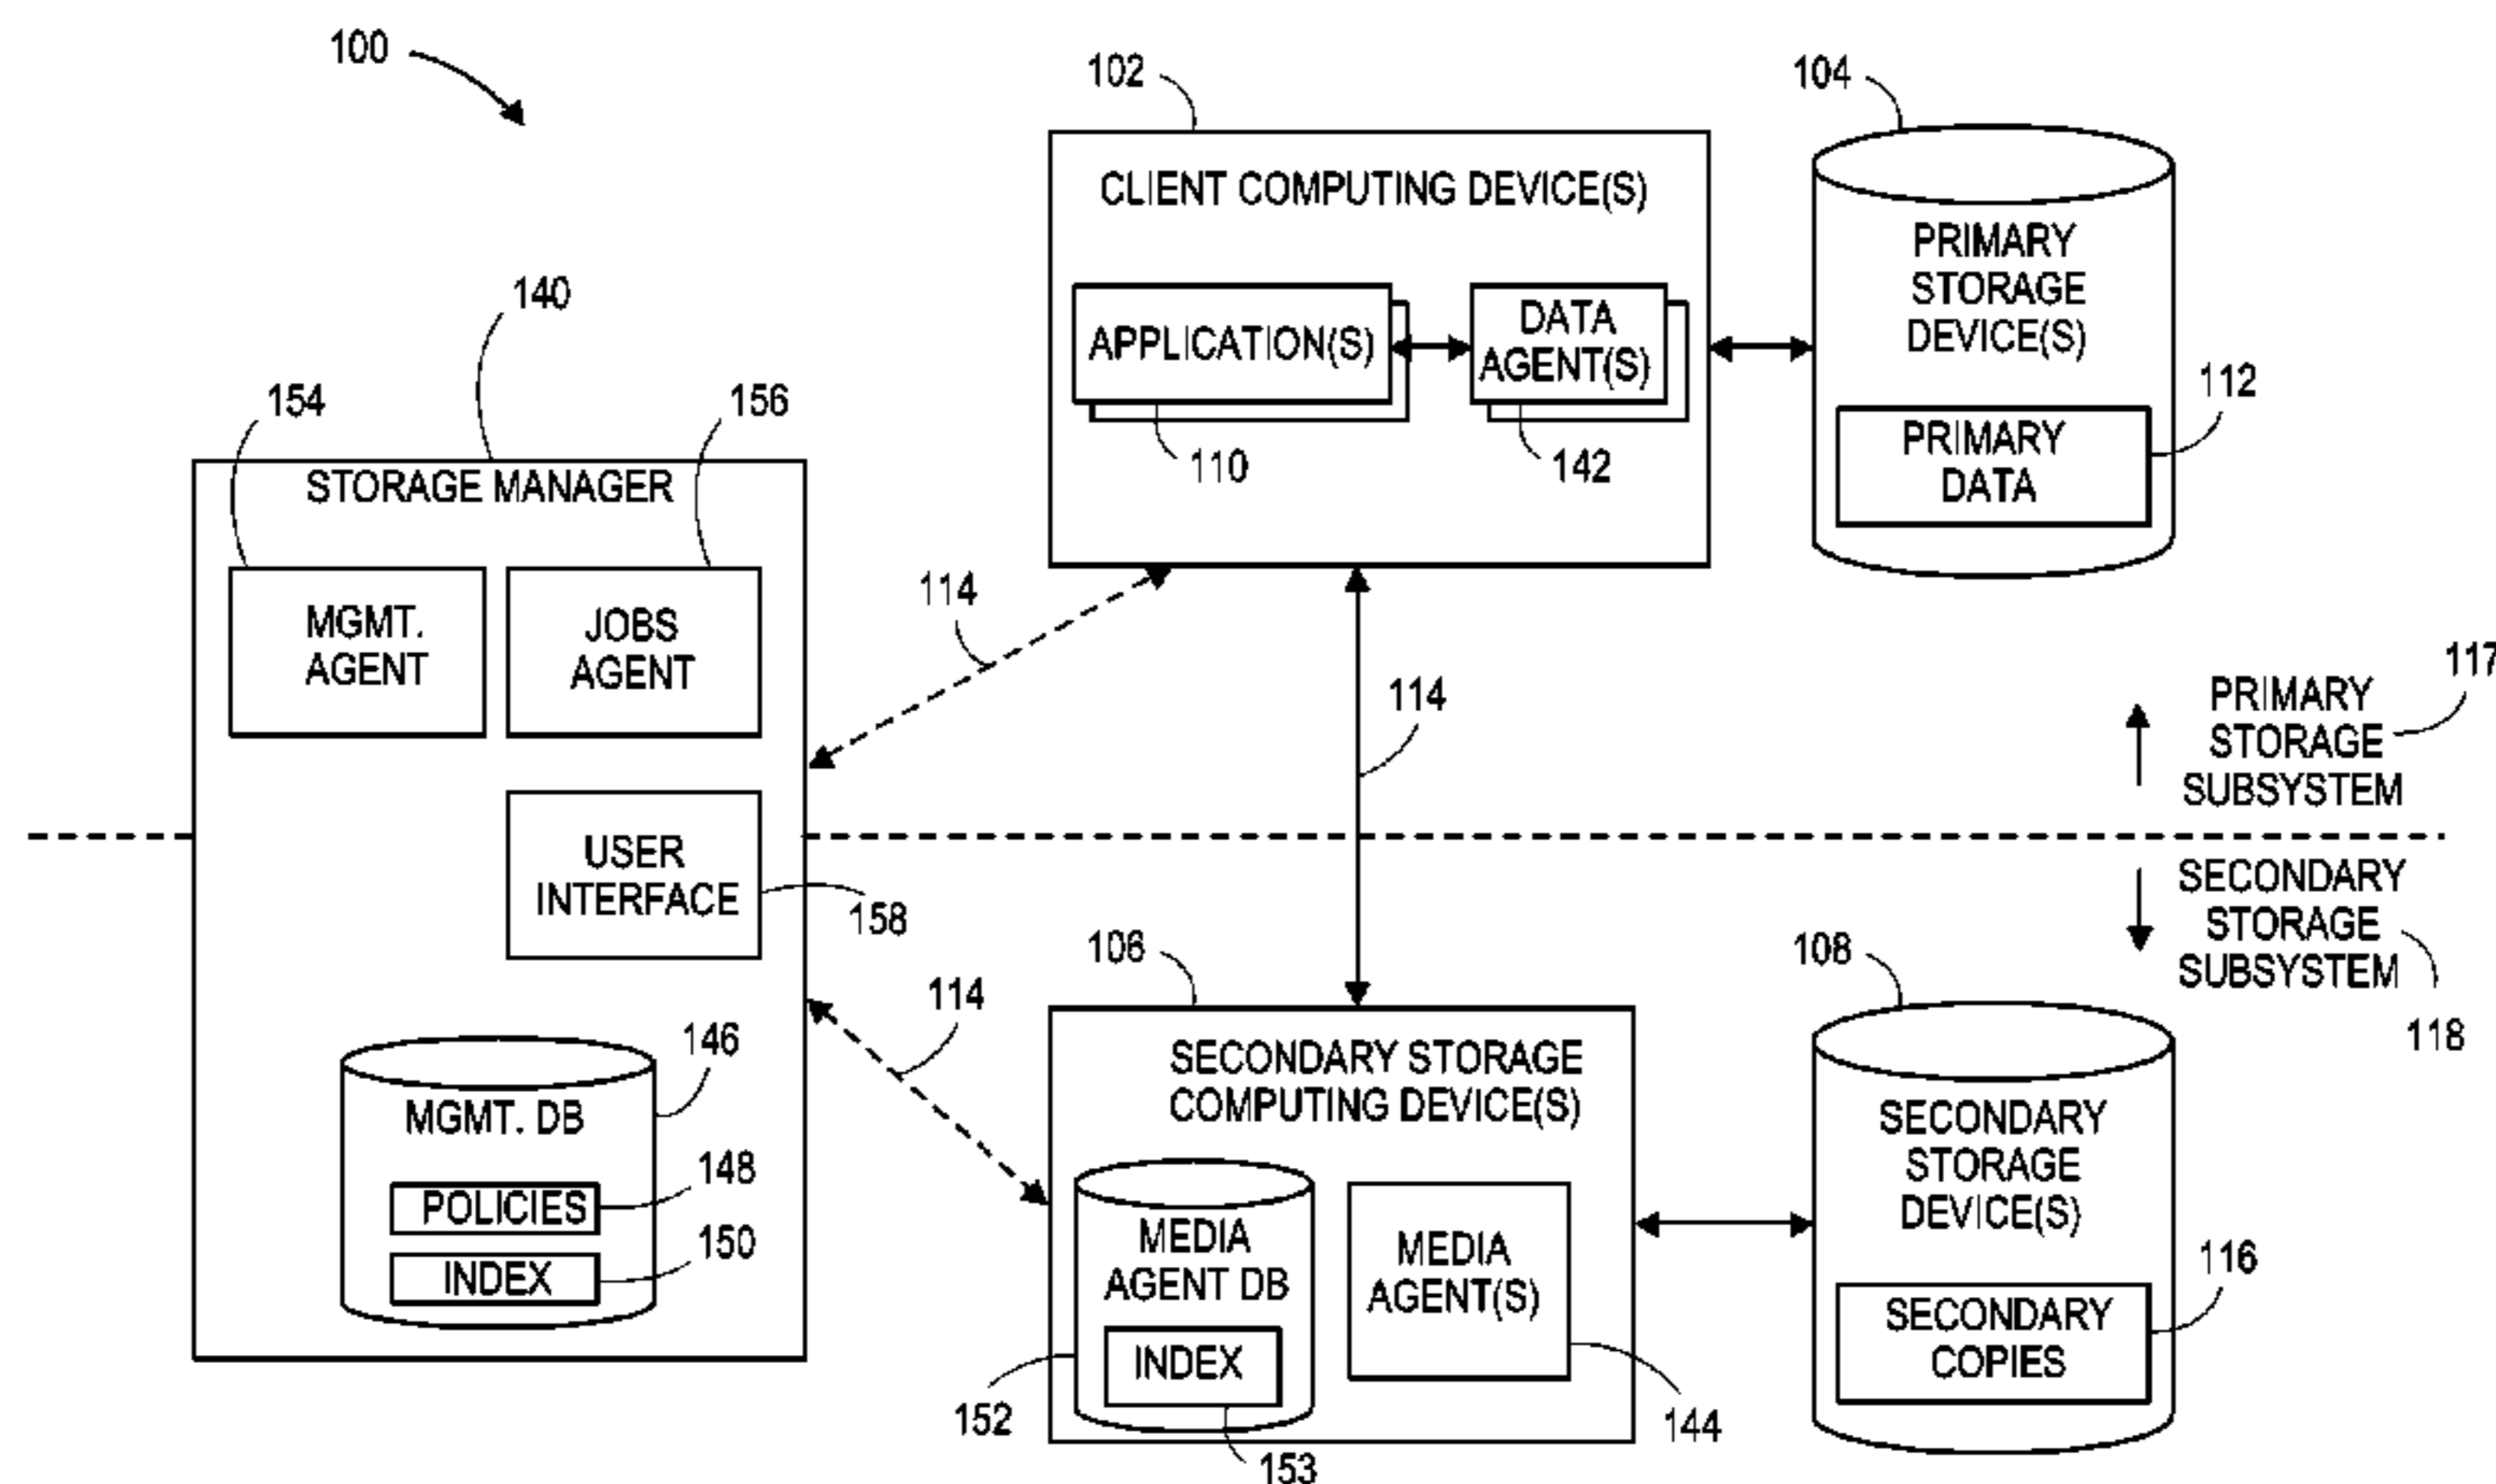 100
102
104
CLIENT COMPUTING DEVICE(S)
APPLICATION(S)
DATA
AGENT(S)
110
142
PRIMARY
STORAGE
DEVICE(S)
112
PRIMARY
DATA
140
154
156
STORAGE MANAGER
MGMT.
AGENT
JOBS
AGENT
114
114
117
PRIMARY
STORAGE
SUBSYSTEM
USER
INTERFACE
158
SECONDARY
STORAGE
SUBSYSTEM
118
114
106
108
146
MGMT. DB
148
POLICIES
150
INDEX
SECONDARY STORAGE
COMPUTING DEVICE(S)
MEDIA
AGENT DB
INDEX
MEDIA
AGENT(S)
152
153
144
SECONDARY
STORAGE
DEVICE(S)
116
SECONDARY
COPIES